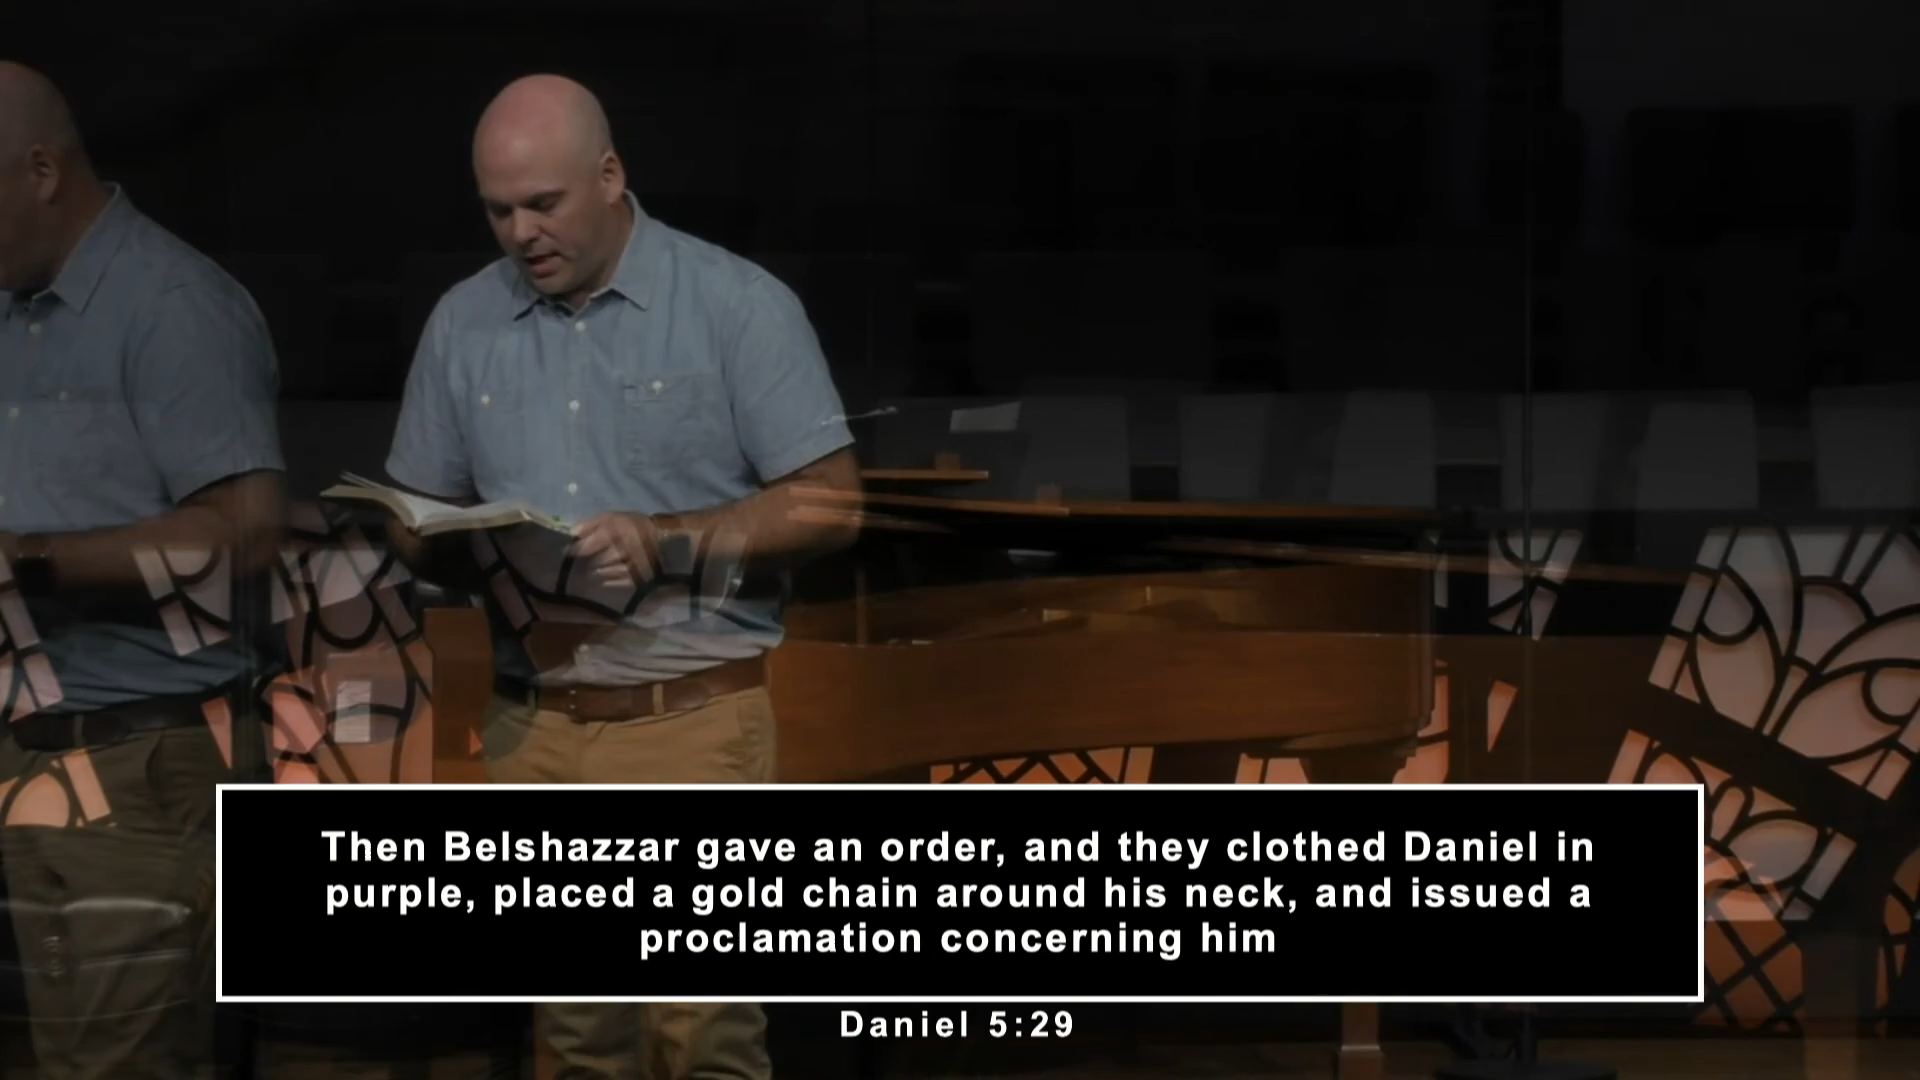 Then Belshazzar gave an order, and they clothed Daniel in
purple, placed a gold chain around his neck, and issued a
proclamation concerning him
Daniel 5:29